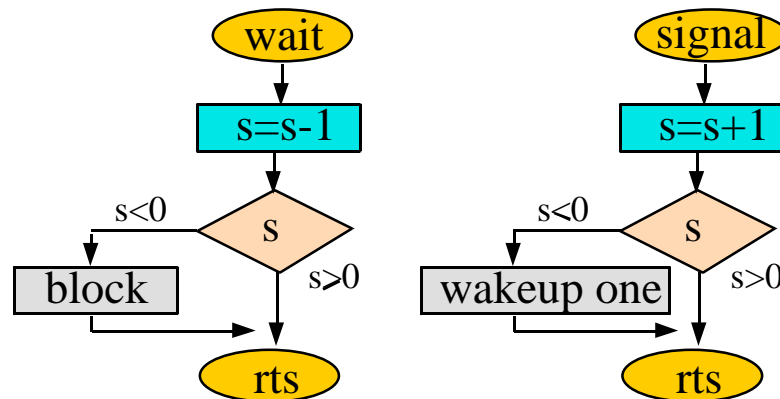 wait
s=s-1
s<0
s
s≥0
block
rts
signal
s=s+1
s≤0
s
s>0
wakeup one
rts